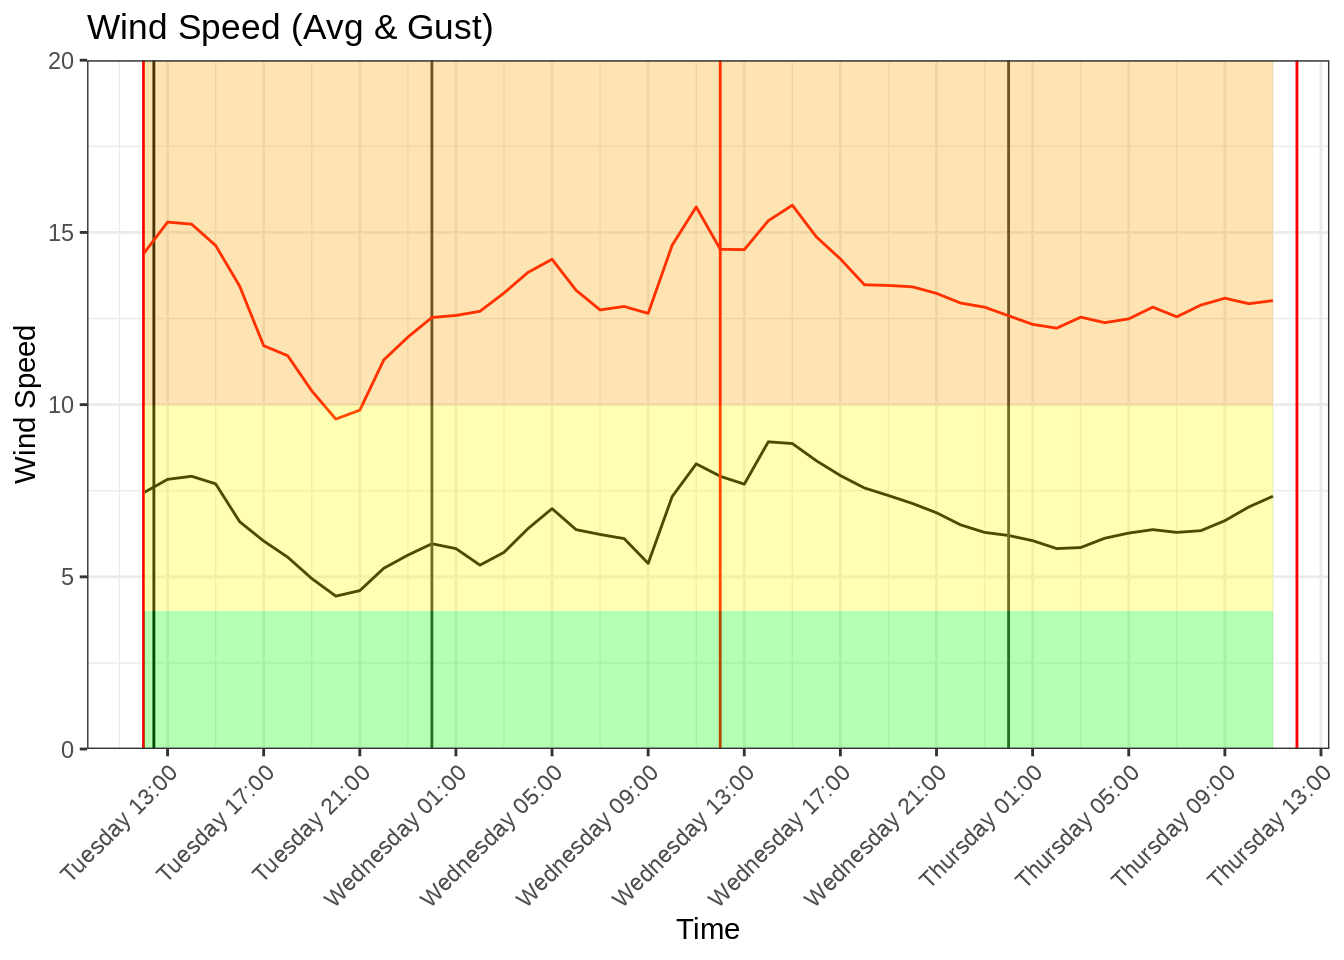 Wind Speed (Avg & Gust)
Wind Speed
20
15
10
5
0
Tuesday 13:00
Tuesday 17:00
Tuesday 21:00
Wednesday 01:00
Wednesday 05:00
Wednesday 09:00
Wednesday 13:00
Wednesday 17:00
Wednesday 21:00
Thursday 01:00
Thursday 05:00
Thursday 09:00
Thursday 13:00
Time